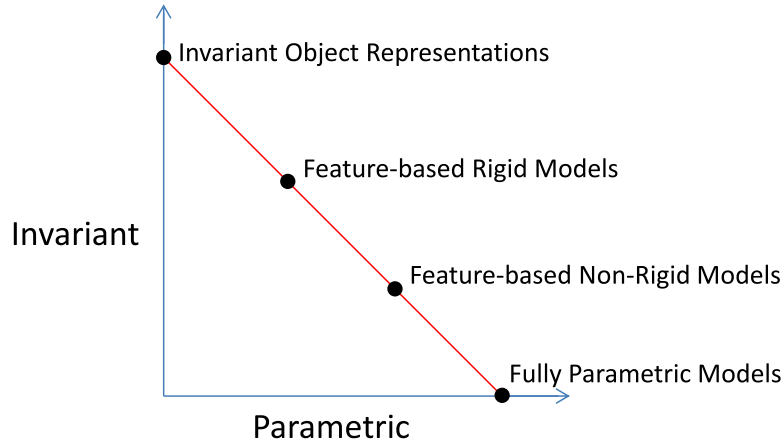 Invariant Object Representations
Feature-based Rigid Models
Invariant
Feature-based Non-Rigid Models
Fully Parametric Models
Parametric